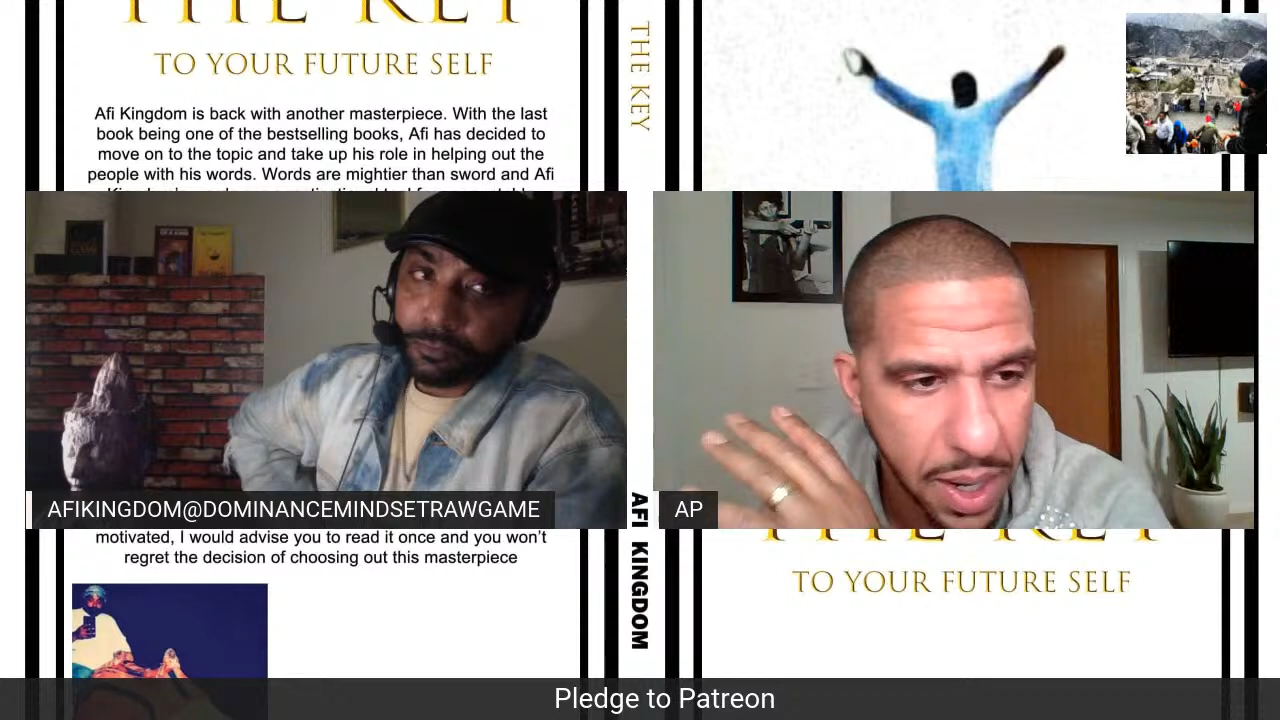 TO YOUR FUTURE SELF
Afi Kingdom is back with another masterpiece. With the last
book being one of the bestselling books, Afi has decided to
move on to the topic and take up his role in helping out the
people with his words. Words are mightier than sword and Afi
motivated, I would advise you to read it once and you won't
regret the decision of choosing out this masterpiece
THE KEY
AFI KINGDOM
THE KEY
TO YOUR FUTURE SELF
AFIKINGDOM@DOMINANCEMINDSETRAWGAME
AP
Pledge to Patreon